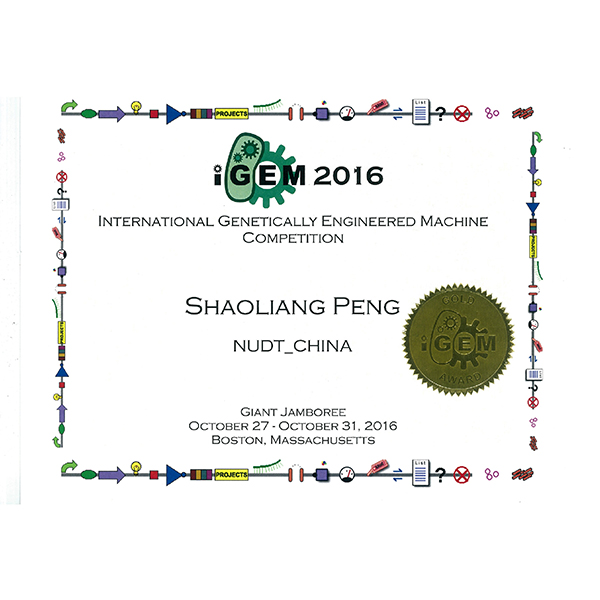 PROJECTS
LIST
?
iGEM 2016
INTERNATIONAL GENETICALLY ENGINEERED MACHINE
COMPETITION
SHAOLIANG PENG
NUDT_CHINA
GOLD
iGEM
AWARD
GIANT JAMBOREE
OCTOBER 27 - OCTOBER 31, 2016
BOSTON, MASSACHUSETTS
PROJECTS
PROJECTS
PROJECTS
?